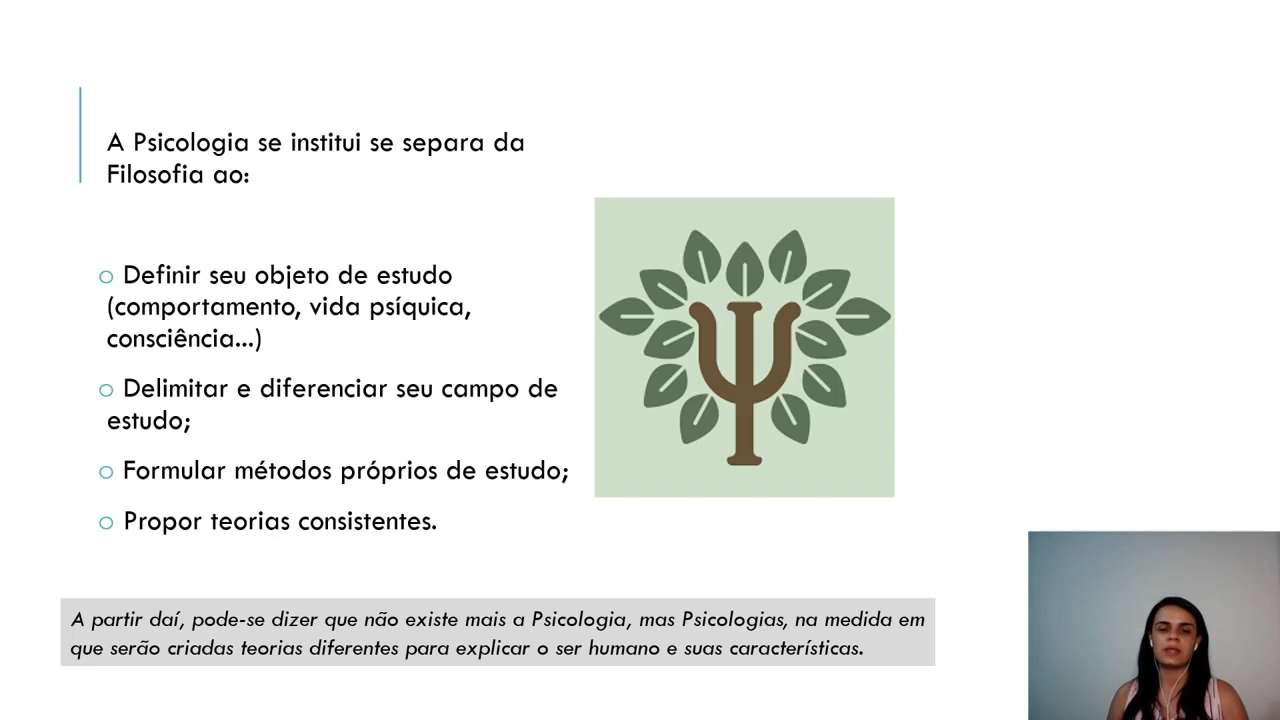 A Psicologia se institui se separa da
Filosofia ao:
o Definir seu objeto de estudo
(comportamento, vida psíquica,
consciência...)
o Delimitar e diferenciar seu campo de
estudo;
o Formular métodos próprios de estudo;
o Propor teorias consistentes.
A partir daí, pode-se dizer que não existe mais a Psicologia, mas Psicologias, na medida em
que serão criadas teorias diferentes para explicar o ser humano e suas características.